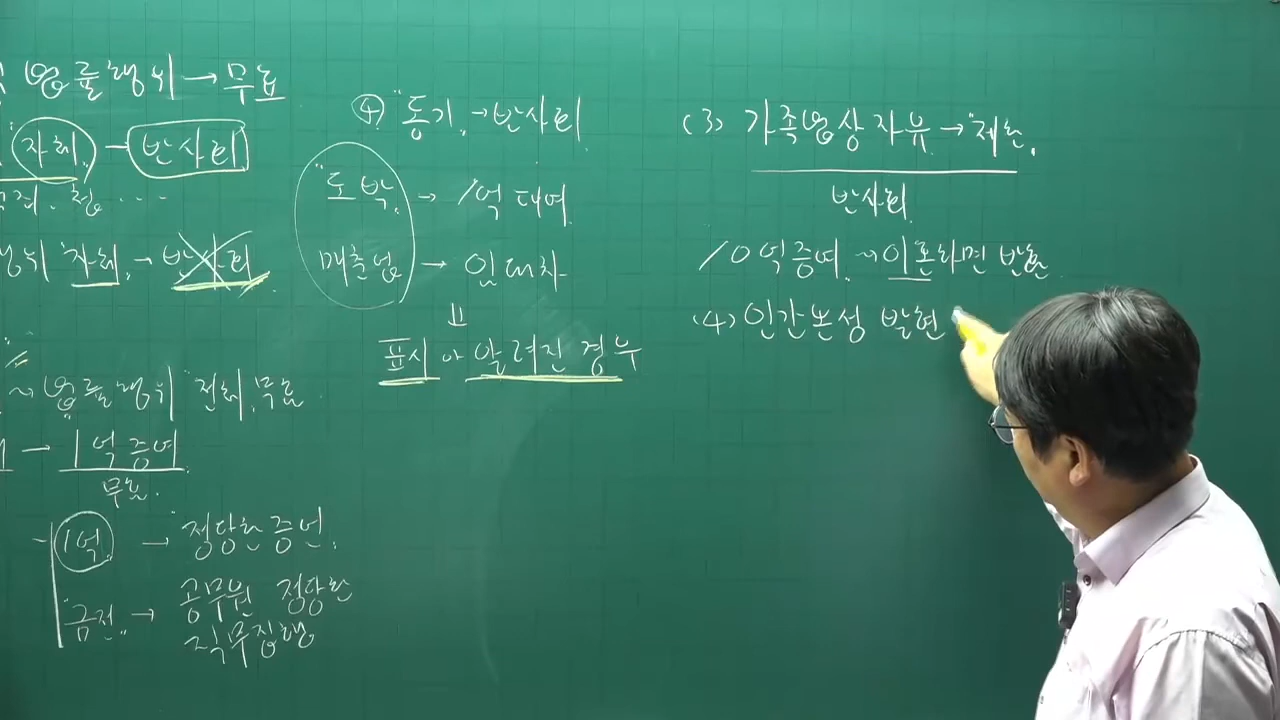 법률행위 → 무효
"자체" - 반사회
행위 "자체" → 반사회
~ 법률행위 "전체" 무효
→ 1억 증여
무효.
- 1억 → "정당한 증언.
"금전" → 공무원 정당한
직무집행
④ "동기" → 반사회
"도박" → 1억 대여
매춘업 → 임대차
표시 or 알려진 경우
(3) 가족법상 자유 → "제한.
반사회
10억 증여 → 이혼하면 반환
(4) 인간본성 발현